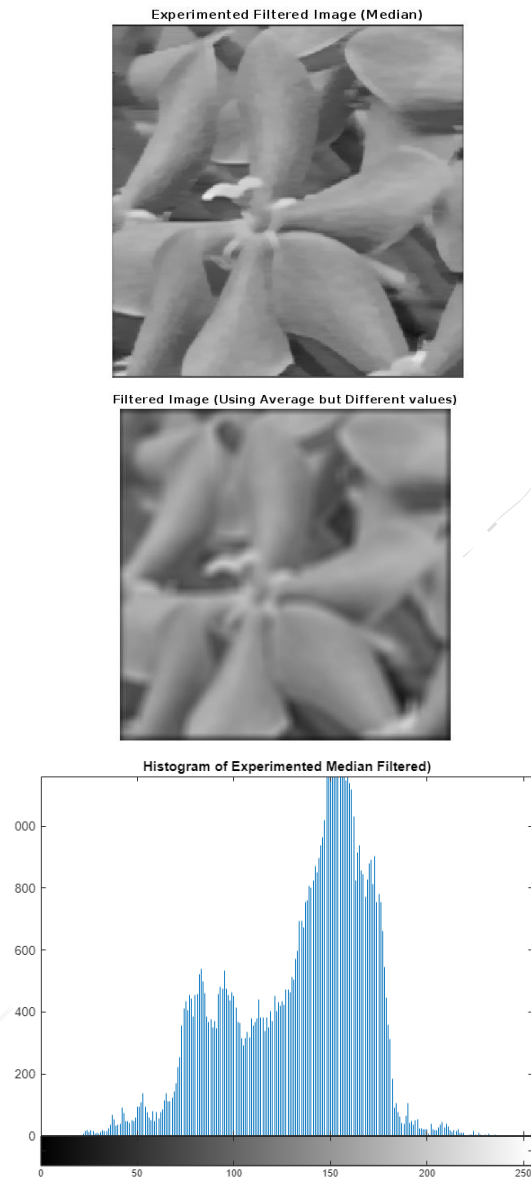 Experimented Filtered Image (Median)
Filtered Image (Using Average but Different values)
Histogram of Experimented Median Filtered)
000
800
600
400
200
0
0 50 100 150 200 250